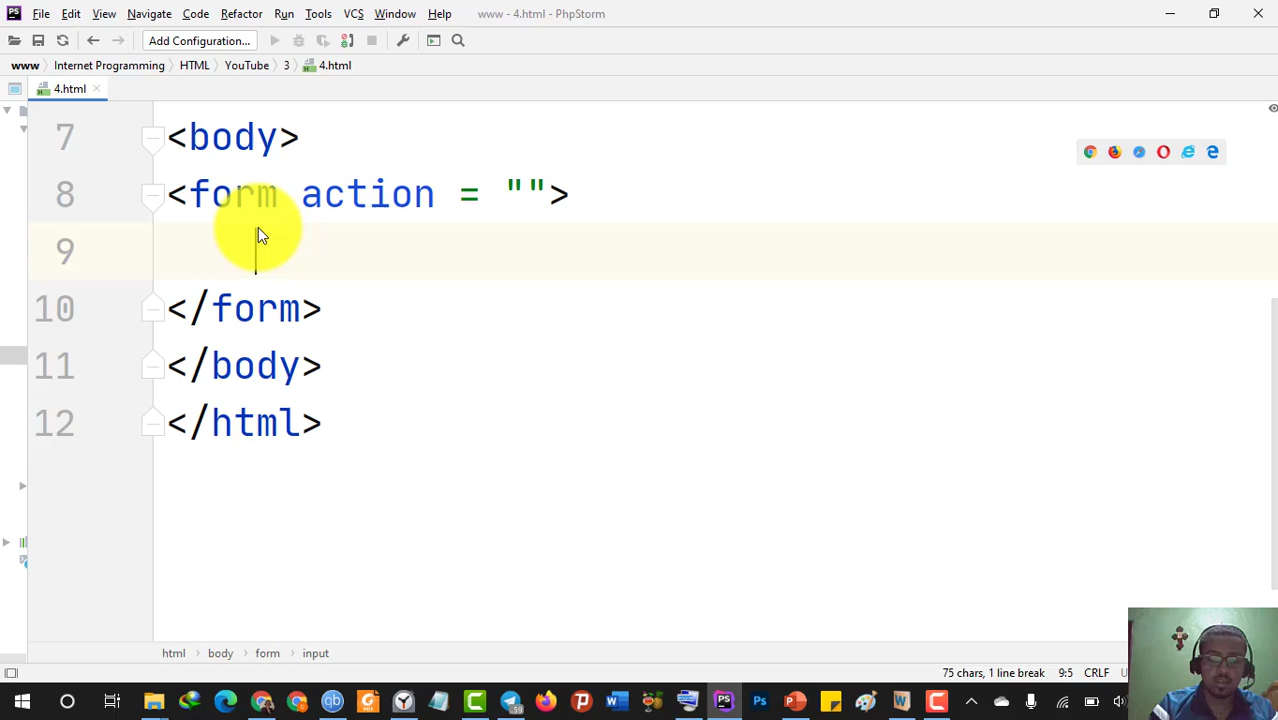 File Edit View Navigate Code Refactor Run Tools VCS Window Help www - 4.html - PhpStorm
Add Configuration...
www Internet Programming HTML YouTube 3 4.html
4.html
7 <body>
8 <form action = "">
9
10 </form>
11 </body>
12 </html>
html body form input
75 chars, 1 line break 9:5 CRLF